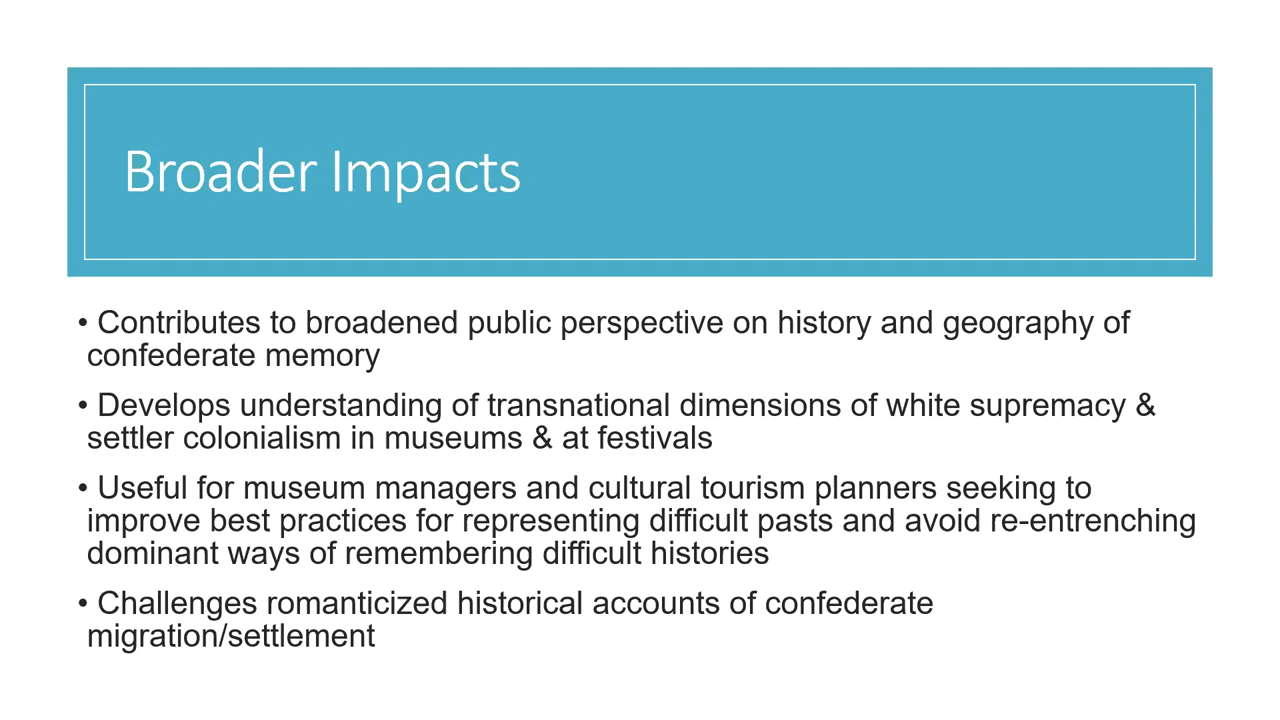 Broader Impacts
• Contributes to broadened public perspective on history and geography of
confederate memory
• Develops understanding of transnational dimensions of white supremacy &
settler colonialism in museums & at festivals
• Useful for museum managers and cultural tourism planners seeking to
improve best practices for representing difficult pasts and avoid re-entrenching
dominant ways of remembering difficult histories
• Challenges romanticized historical accounts of confederate
migration/settlement